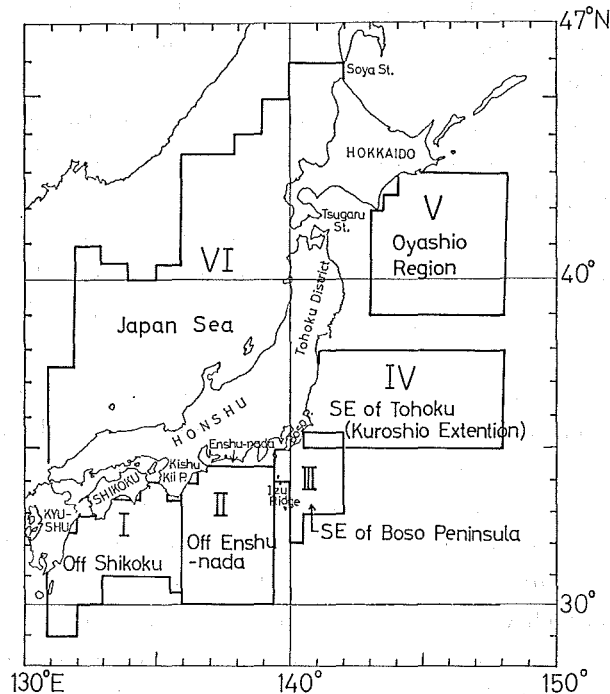 47°N
Soya St.
HOKKAIDO
Tsugaru
St.
V
Oyashio
Region
40°
VI
Japan Sea
Tohoku District
HONSHU
IV
SE of Tohoku
(Kuroshio Extention)
Boso P.
Enshu-nada
Kishu
Kii P.
SHIKOKU
KYU-
SHU
III
Izu
Ridge
II
I
SE of Boso Peninsula
Off Enshu
-nada
Off Shikoku
30°
130°E
140°
150°